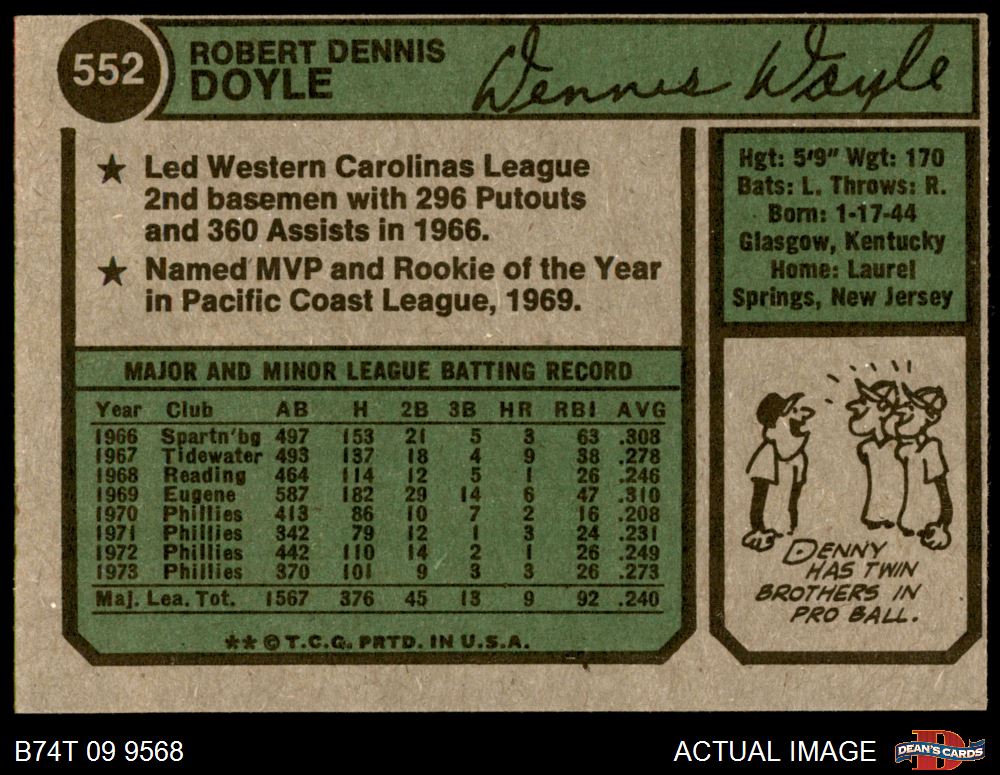 552
ROBERT DENNIS
DOYLE
Dennis Doyle
★ Led Western Carolinas League
2nd basemen with 296 Putouts
and 360 Assists in 1966.
★ Named MVP and Rookie of the Year
in Pacific Coast League, 1969.
Hgt: 5'9" Wgt: 170
Bats: L. Throws: R.
Born: 1-17-44
Glasgow, Kentucky
Home: Laurel
Springs, New Jersey
MAJOR AND MINOR LEAGUE BATTING RECORD
Year Club AB H 2B 3B HR RBI AVG
1966 Spartn'bg 497 153 21 5 3 63 .308
1967 Tidewater 493 137 18 4 9 38 .278
1968 Reading 464 114 12 5 1 26 .246
1969 Eugene 587 182 29 14 6 47 .310
1970 Phillies 413 86 10 7 2 16 .208
1971 Phillies 342 79 12 1 3 24 .231
1972 Phillies 442 110 14 2 1 26 .249
1973 Phillies 370 101 9 3 3 26 .273
Maj. Lea. Tot. 1567 376 45 13 9 92 .240
** © T.C.G. PRTD. IN U.S.A.
DENNY
HAS TWIN
BROTHERS IN
PRO BALL.
B74T 09 9568
ACTUAL IMAGE
DEAN'S CARDS